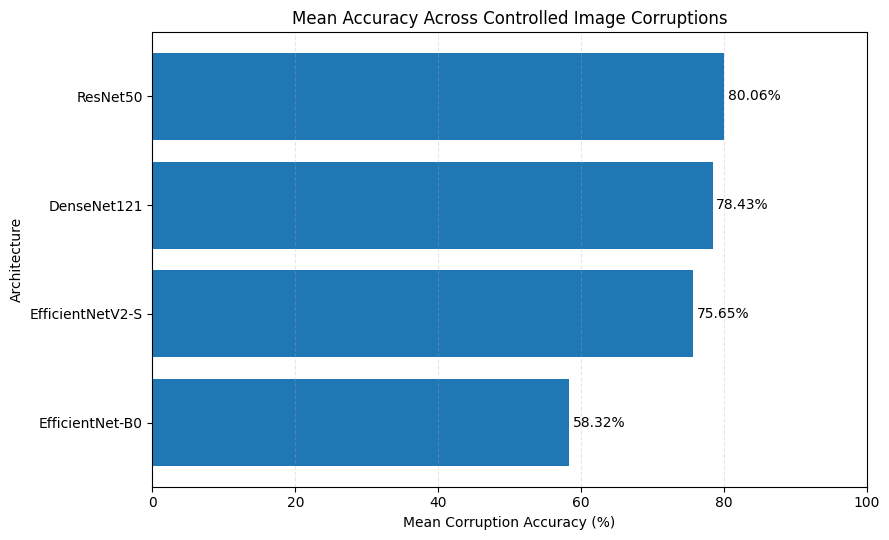 Mean Accuracy Across Controlled Image Corruptions
Architecture
ResNet50
80.06%
DenseNet121
78.43%
EfficientNetV2-S
75.65%
EfficientNet-B0
58.32%
0 20 40 60 80 100
Mean Corruption Accuracy (%)